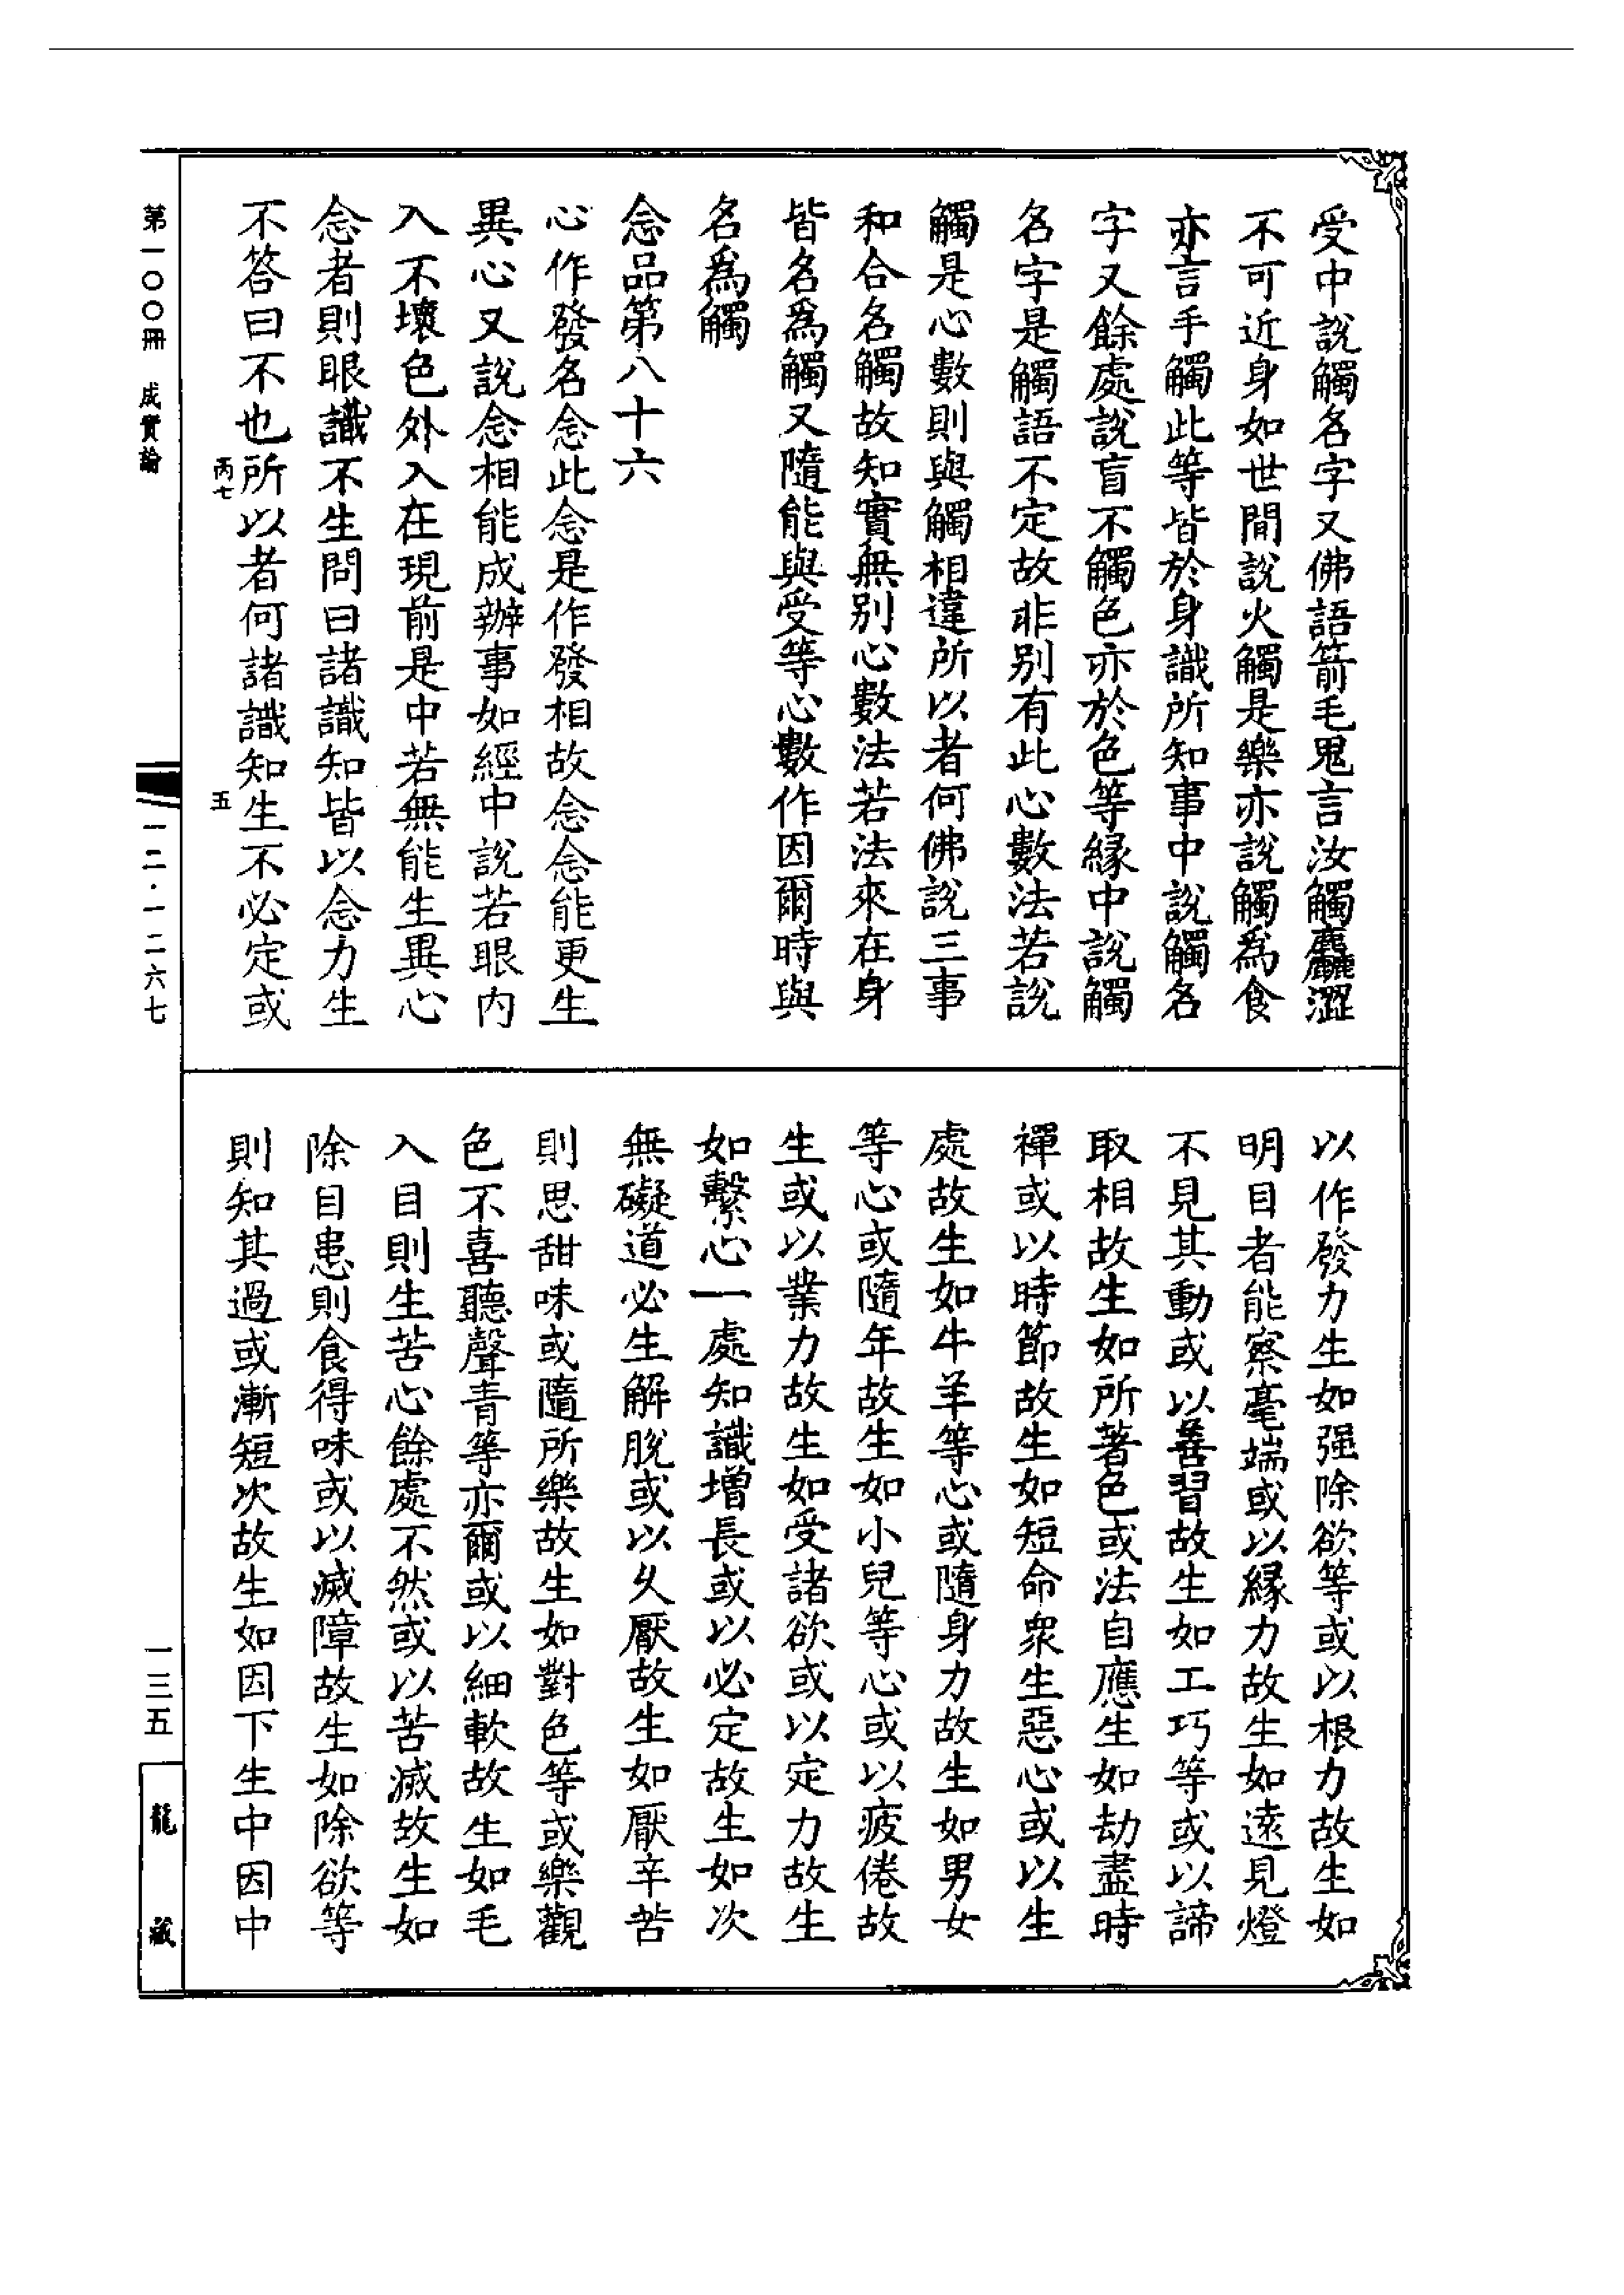 受中說觸名字又佛語箭毛鬼言汝觸麤澀
不可近身如世間說火觸是樂亦說觸為食
亦言手觸此等皆於身識所知事中說觸名
字又餘處說盲不觸色亦於色等緣中說觸
名字是觸語不定故非別有此心數法若說
觸是心數則與觸相違所以者何佛說三事
和合名觸故知實無別心數法若法來在身
皆名為觸又隨能與受等心數作因爾時與
名為觸
念品第八十六
心作發名念此念是作發相故念念能更生
異心又說念相能成辦事如經中說若眼內
入不壞色外入在現前是中若無能生異心
念者則眼識不生問曰諸識知皆以念力生
不答曰不也所以者何諸識知生不必定或
以作發力生如强除欲等或以根力故生如
明目者能察毫端或以緣力故生如遠見燈
不見其動或以善習故生如工巧等或以諦
取相故生如所著色或法自應生如劫盡時
禪或以時節故生如短命眾生惡心或以生
處故生如牛羊等心或隨身力故生如男女
等心或隨年故生如小兒等心或以疲倦故
生或以業力故生如受諸欲或以定力故生
如繫心一處知識增長或以必定故生如次
無礙道必生解脫或以久厭故生如厭辛苦
則思甜味或隨所樂故生如對色等或樂觀
色不喜聽聲青等亦爾或以細軟故生如毛
入目則生苦心餘處不然或以苦滅故生如
除目患則食得味或以滅障故生如除欲等
則知其過或漸短次故生如因下生中因中
第一〇〇冊 成實論
丙七 五
一二·一二六七
一三五
龍藏